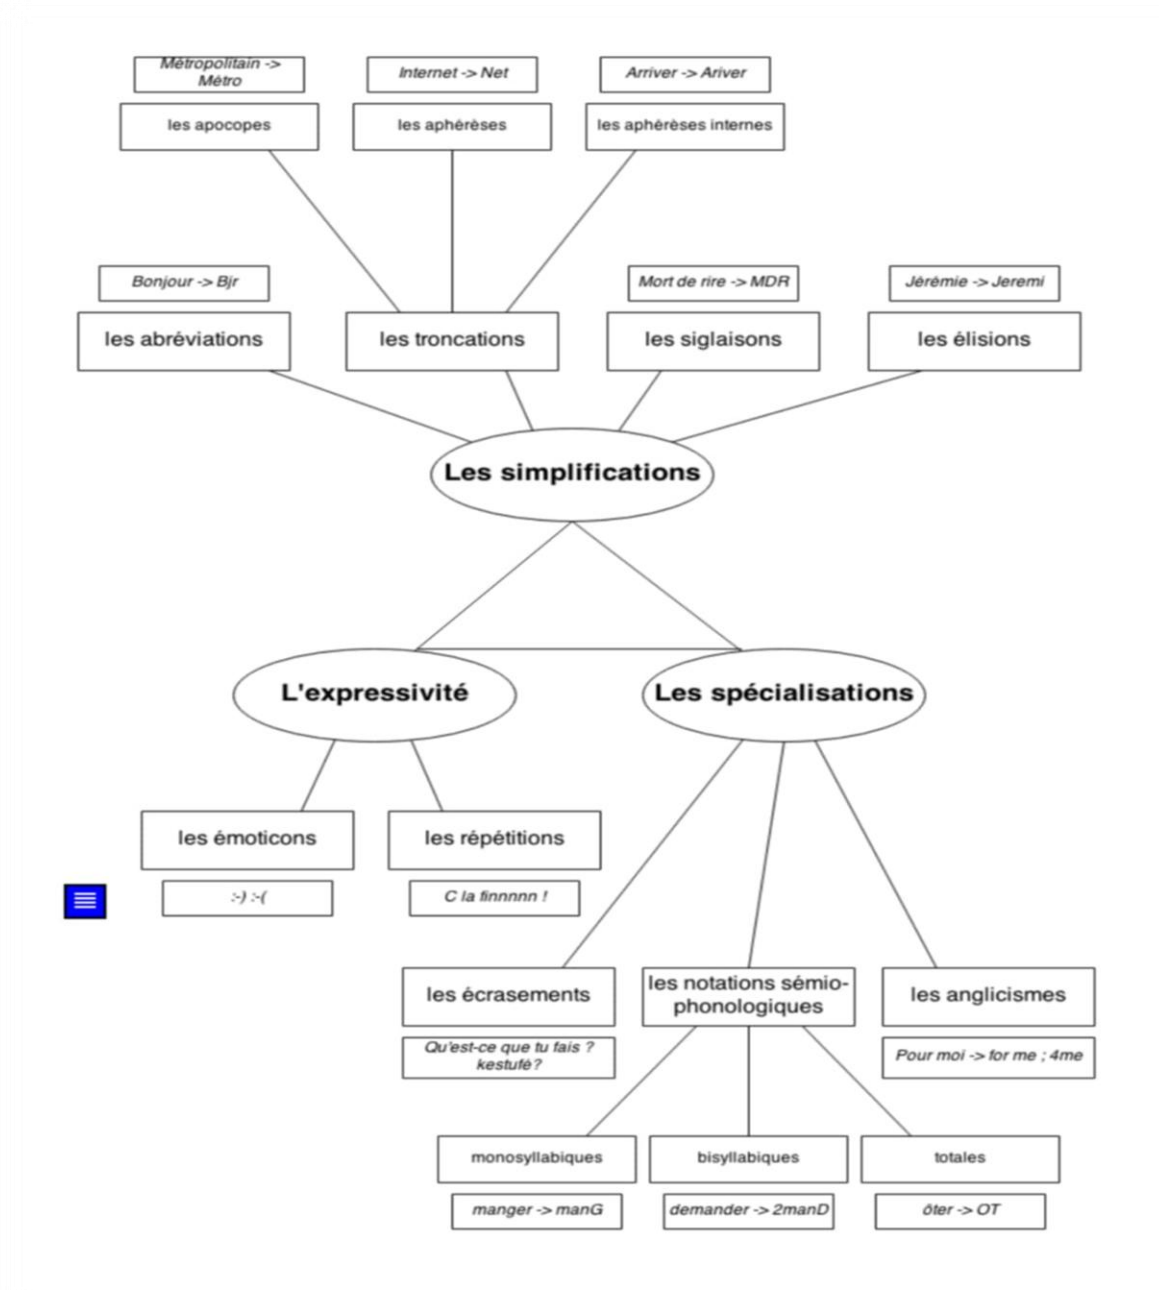 Métropolitain ->
Métro
Internet -> Net
Arriver -> Ariver
les apocopes
les aphérèses
les aphérèses internes
Bonjour -> Bjr
Mort de rire -> MDR
Jérémie -> Jeremi
les abréviations
les troncations
les siglaisons
les élisions
Les simplifications
L'expressivité
Les spécialisations
les émoticons
les répétitions
:-) :-(
C la finnnnn !
les écrasements
les notations sémio-
phonologiques
les anglicismes
Qu'est-ce que tu fais ?
kestufé?
Pour moi -> for me ; 4me
monosyllabiques
bisyllabiques
totales
manger -> manG
demander -> 2manD
ôter -> OT